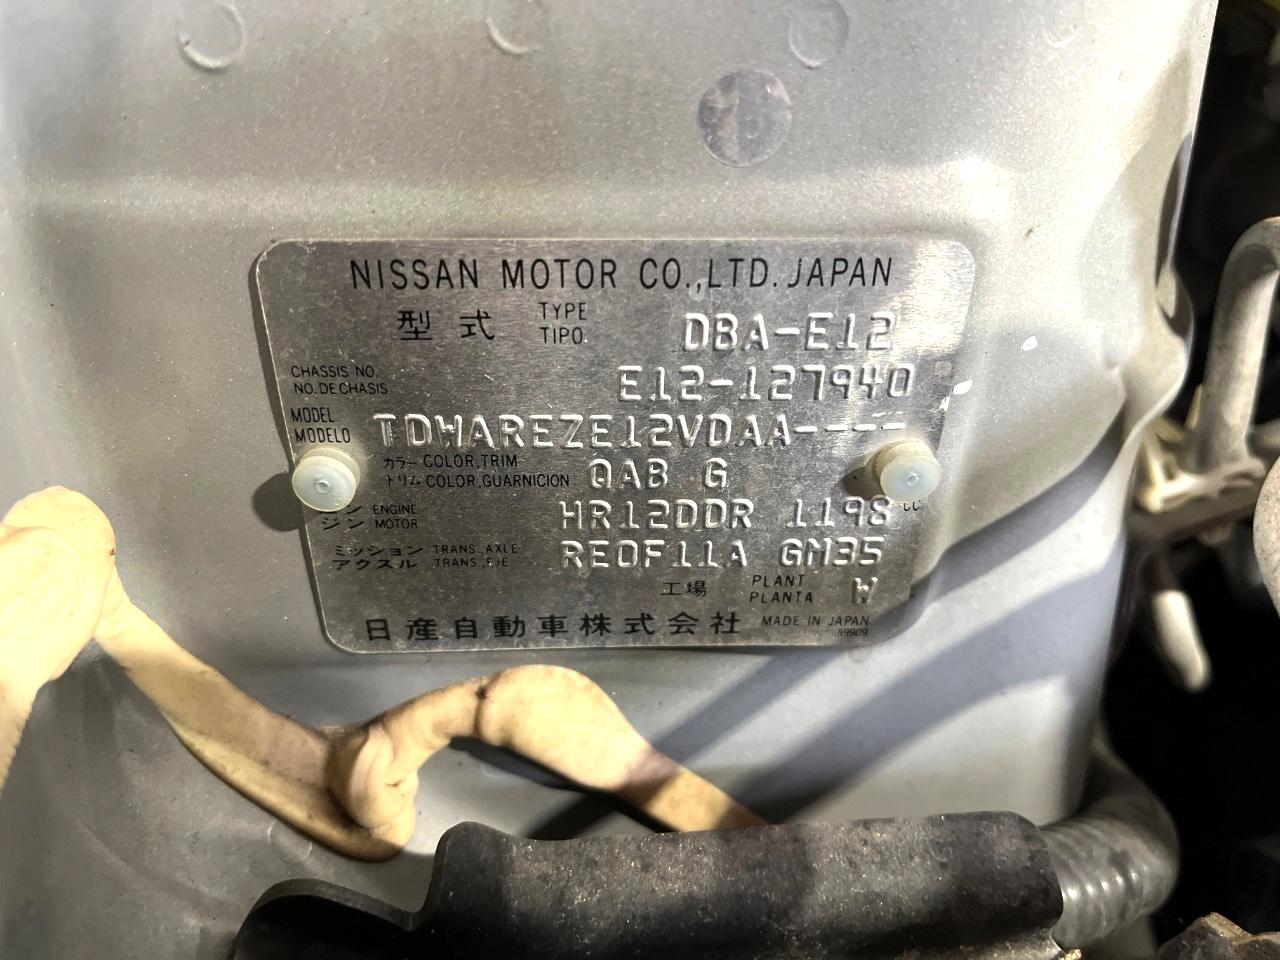 NISSAN MOTOR CO.,LTD. JAPAN
型式 TYPE TIPO. DBA-E12
CHASSIS NO. NO. DE CHASIS E12-127940
MODEL MODELO TDWAREZE12VDAA----
カラー COLOR,TRIM
トリム COLOR,GUARNICION QAB G
ン ENGINE
ジン MOTOR HR12DDR 1198 CC
ミッション TRANS.,AXLE
アクスル TRANS.,EJE RE0F11A GM35
工場 PLANT PLANTA W
日産自動車株式会社 MADE IN JAPAN
89909